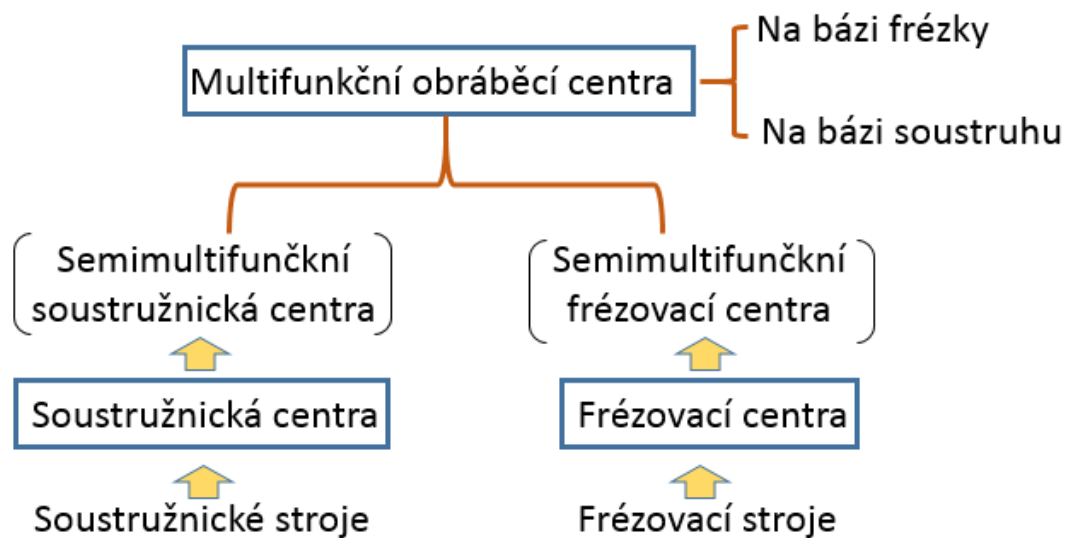 Na bázi frézky
Multifunkční obráběcí centra
Na bázi soustruhu
Semimultifunčkní
soustružnická centra
Semimultifunčkní
frézovací centra
Soustružnická centra
Frézovací centra
Soustružnické stroje
Frézovací stroje